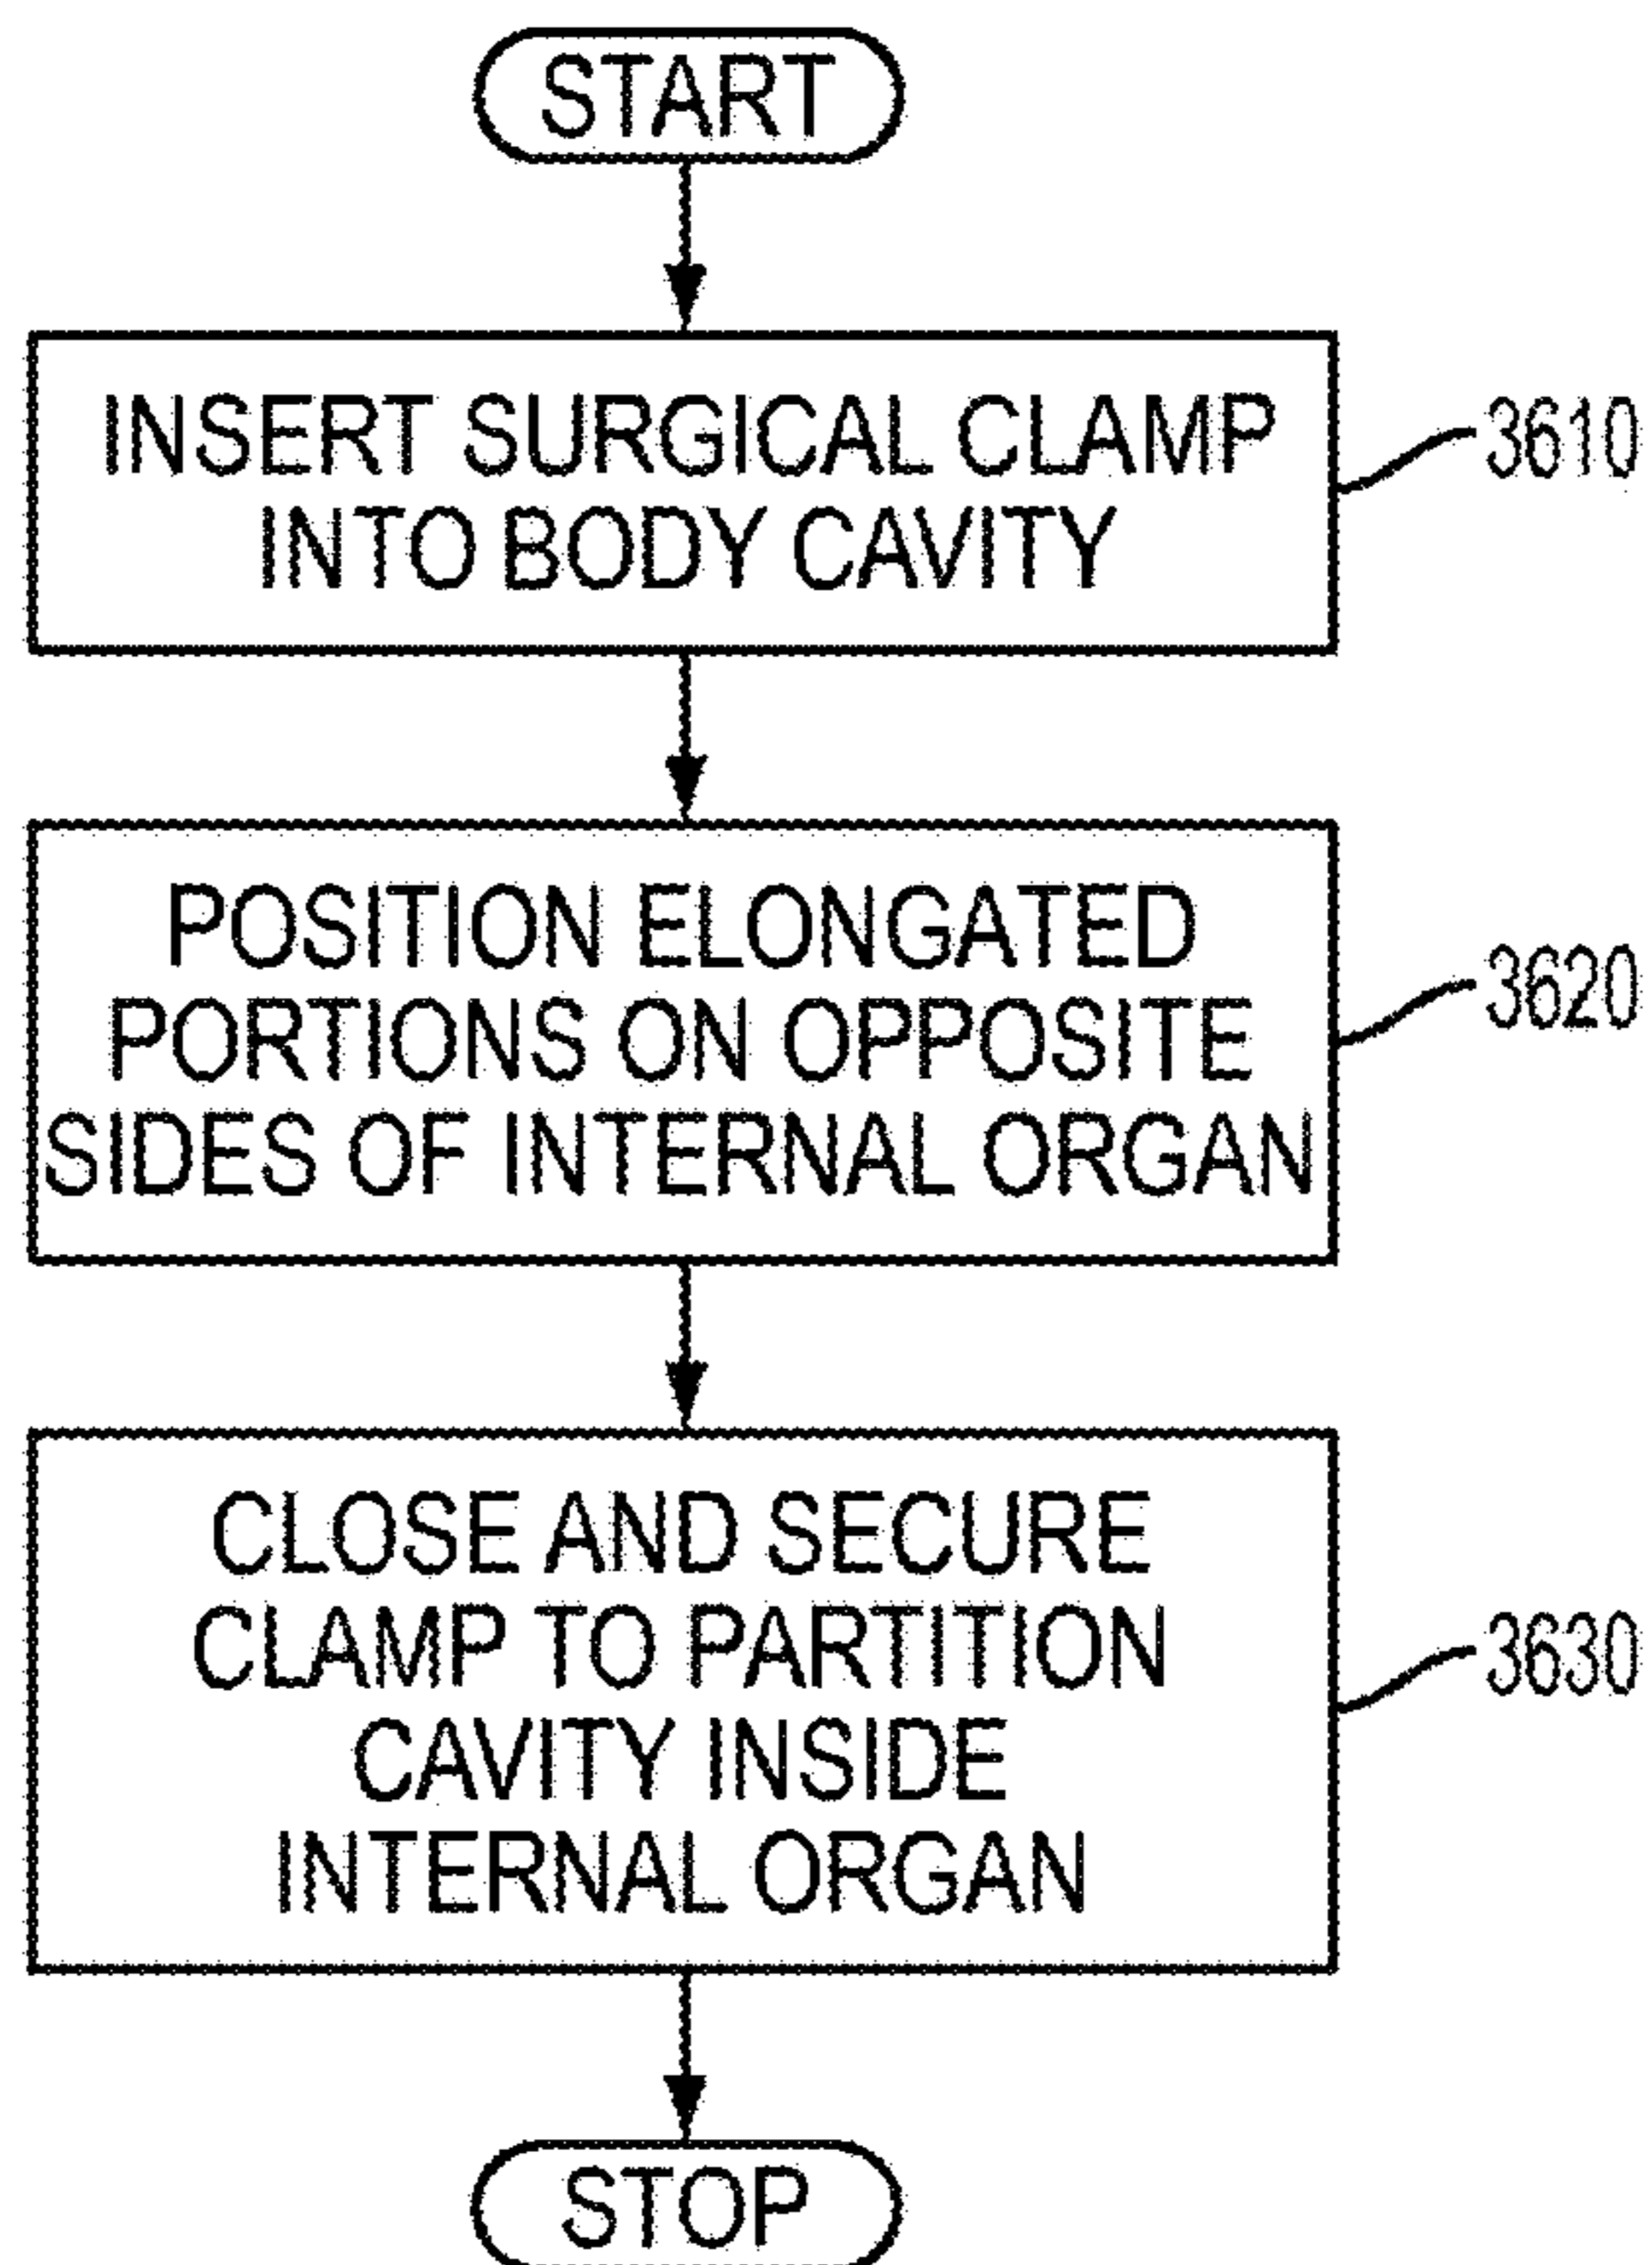 START
INSERT SURGICAL CLAMP
INTO BODY CAVITY
3610
POSITION ELONGATED
PORTIONS ON OPPOSITE
SIDES OF INTERNAL ORGAN
3620
CLOSE AND SECURE
CLAMP TO PARTITION
CAVITY INSIDE
INTERNAL ORGAN
3630
STOP